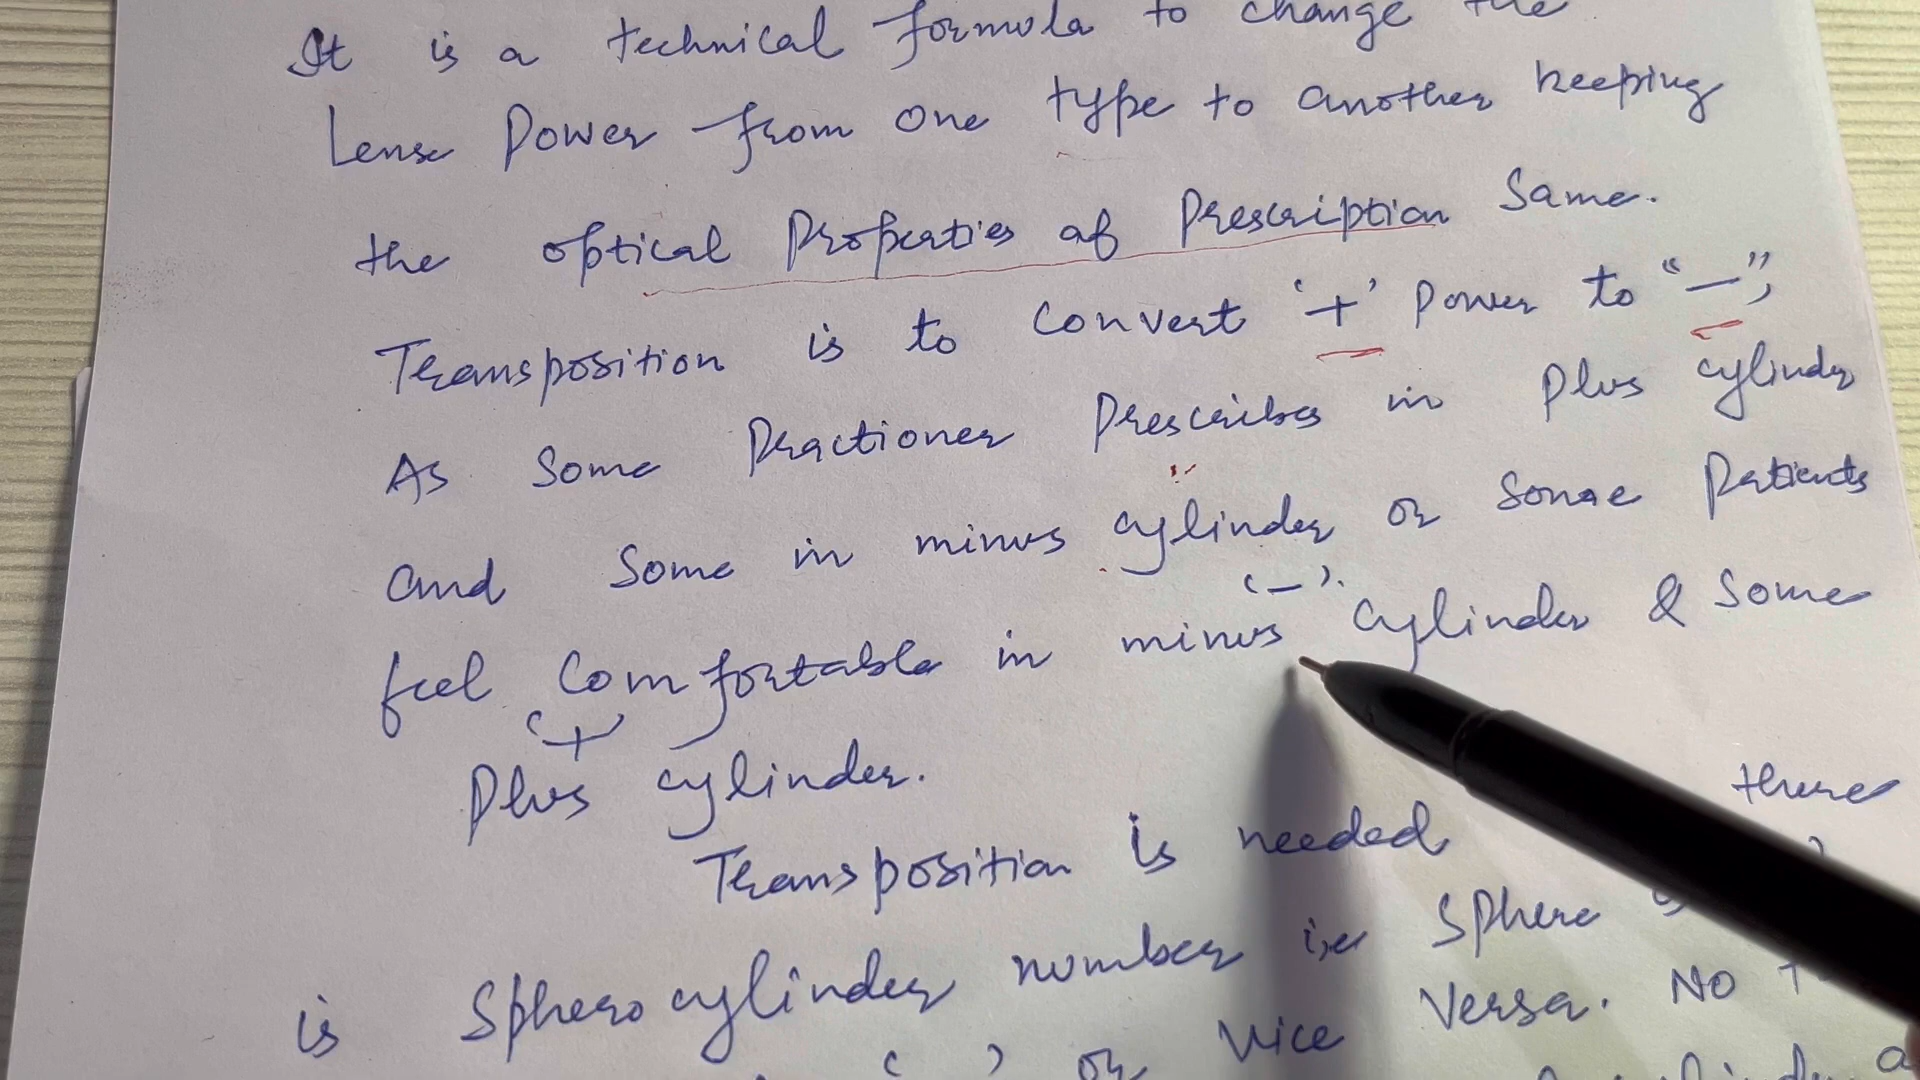 It is a technical formula to change the
Lense Power from one type to another keeping
the optical Properties of Prescription Same.
Transposition is to convert '+' Power to "-",
As Some Practioner Prescribes in Plus cylinder
and Some in minus cylinder or some Patients
(-).
feel Comfortable in minus Cylinder & Some
(+)
Plus cylinder.
Transposition is needed there
is Spherocylinder number i.e Sphere
or vice Versa. No